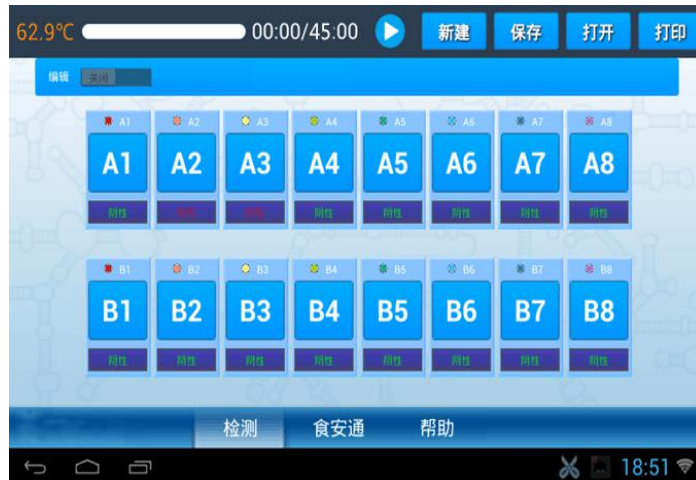 62.9℃ 00:00/45:00 新建 保存 打开 打印
编辑 关闭
A1 A2 A3 A4 A5 A6 A7 A8
A1 A2 A3 A4 A5 A6 A7 A8
阴性 阴性 阴性 阴性 阴性 阴性
B1 B2 B3 B4 B5 B6 B7 B8
B1 B2 B3 B4 B5 B6 B7 B8
阴性 阴性 阴性 阴性 阴性 阴性 阴性 阴性
检测 食安通 帮助
18:51